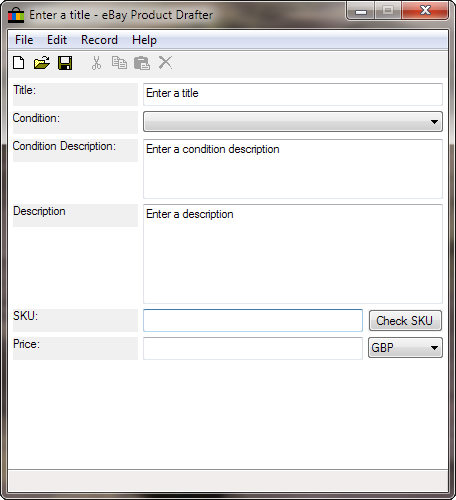 Enter a title - eBay Product Drafter
File Edit Record Help
Title: Enter a title
Condition:
Condition Description: Enter a condition description
Description Enter a description
SKU: Check SKU
Price: GBP